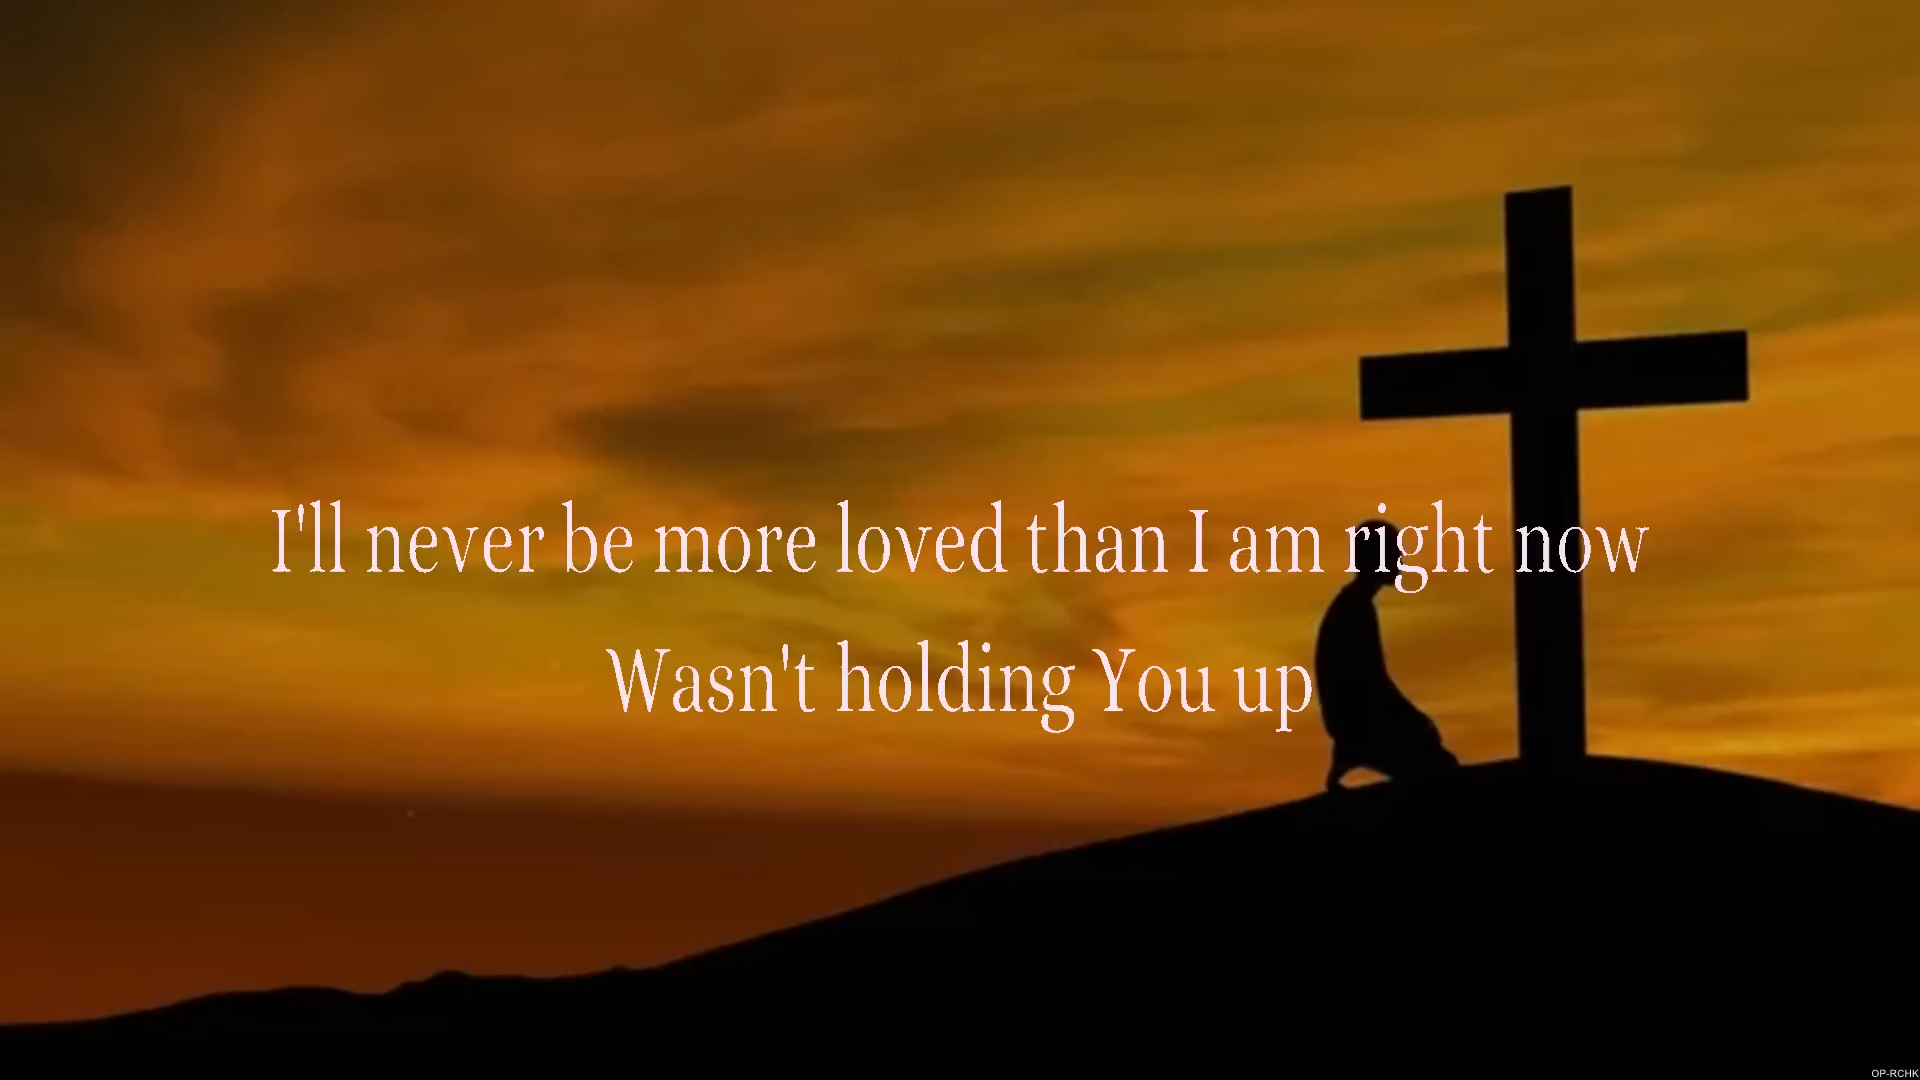 I'll never be more loved than I am right now
Wasn't holding You up
OP-RCHK